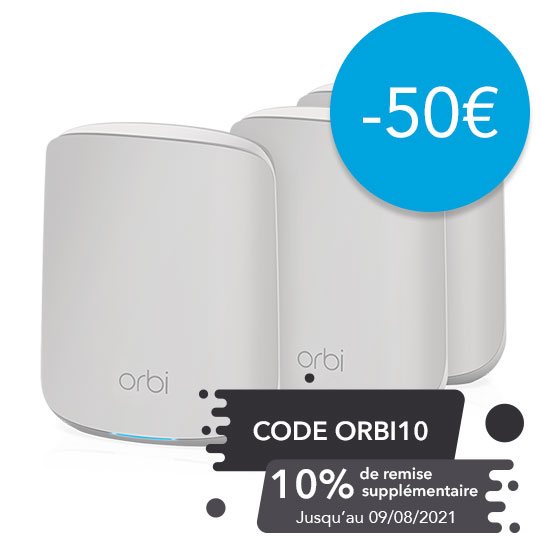 -50€
orbi
orbi
CODE ORBI10
10% de remise
supplémentaire
Jusqu'au 09/08/2021